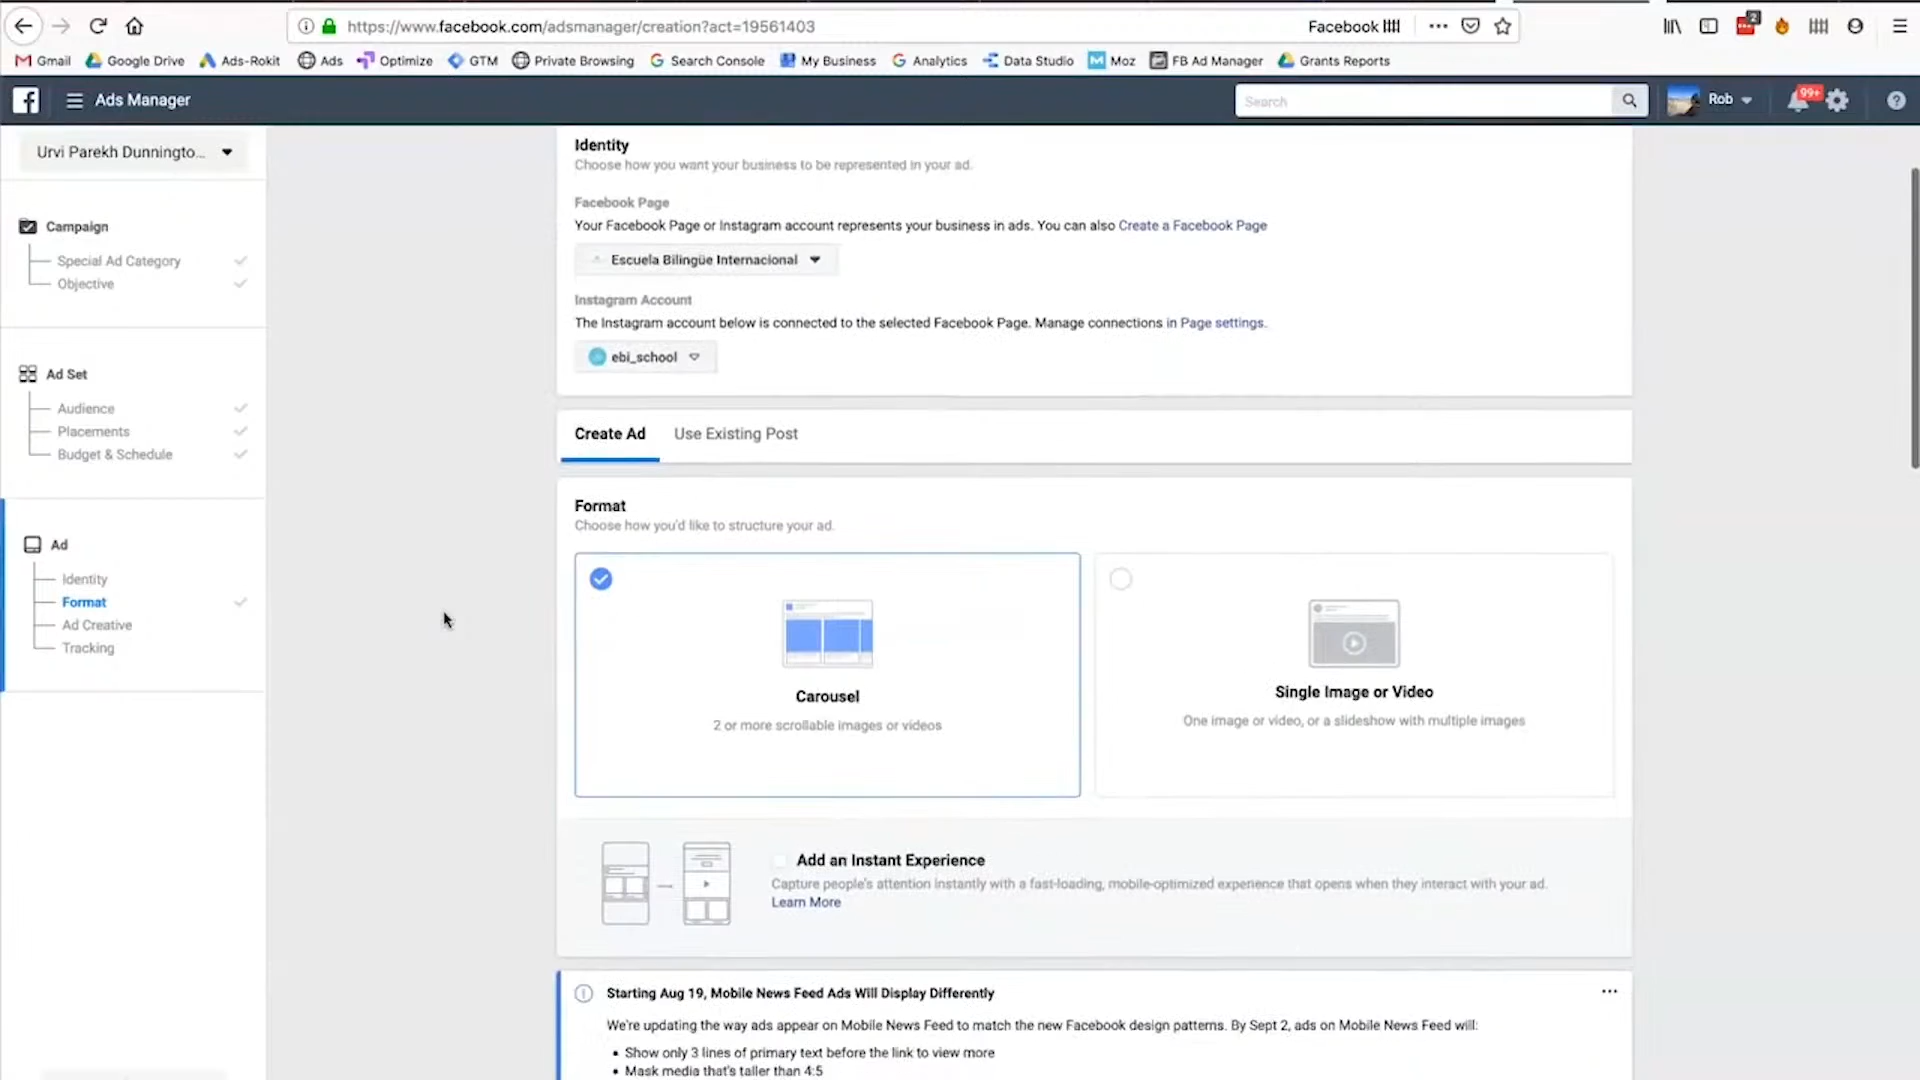 https://www.facebook.com/adsmanager/creation?act=19561403
Facebook
2
Gmail
Google Drive
Ads-Rokit
Ads
Optimize
GTM
Private Browsing
Search Console
My Business
Analytics
Data Studio
Moz
FB Ad Manager
Grants Reports
Ads Manager
Search
Rob
99+
Urvi Parekh Dunningto...
Campaign
Special Ad Category
Objective
Ad Set
Audience
Placements
Budget & Schedule
Ad
Identity
Format
Ad Creative
Tracking
Identity
Choose how you want your business to be represented in your ad.
Facebook Page
Your Facebook Page or Instagram account represents your business in ads. You can also Create a Facebook Page
Escuela Bilingüe Internacional
Instagram Account
The Instagram account below is connected to the selected Facebook Page. Manage connections in Page settings.
ebi_school
Create Ad
Use Existing Post
Format
Choose how you'd like to structure your ad.
Carousel
2 or more scrollable images or videos
Single Image or Video
One image or video, or a slideshow with multiple images
Add an Instant Experience
Capture people's attention instantly with a fast-loading, mobile-optimized experience that opens when they interact with your ad.
Learn More
Starting Aug 19, Mobile News Feed Ads Will Display Differently
We're updating the way ads appear on Mobile News Feed to match the new Facebook design patterns. By Sept 2, ads on Mobile News Feed will:
• Show only 3 lines of primary text before the link to view more
• Mask media that's taller than 4:5